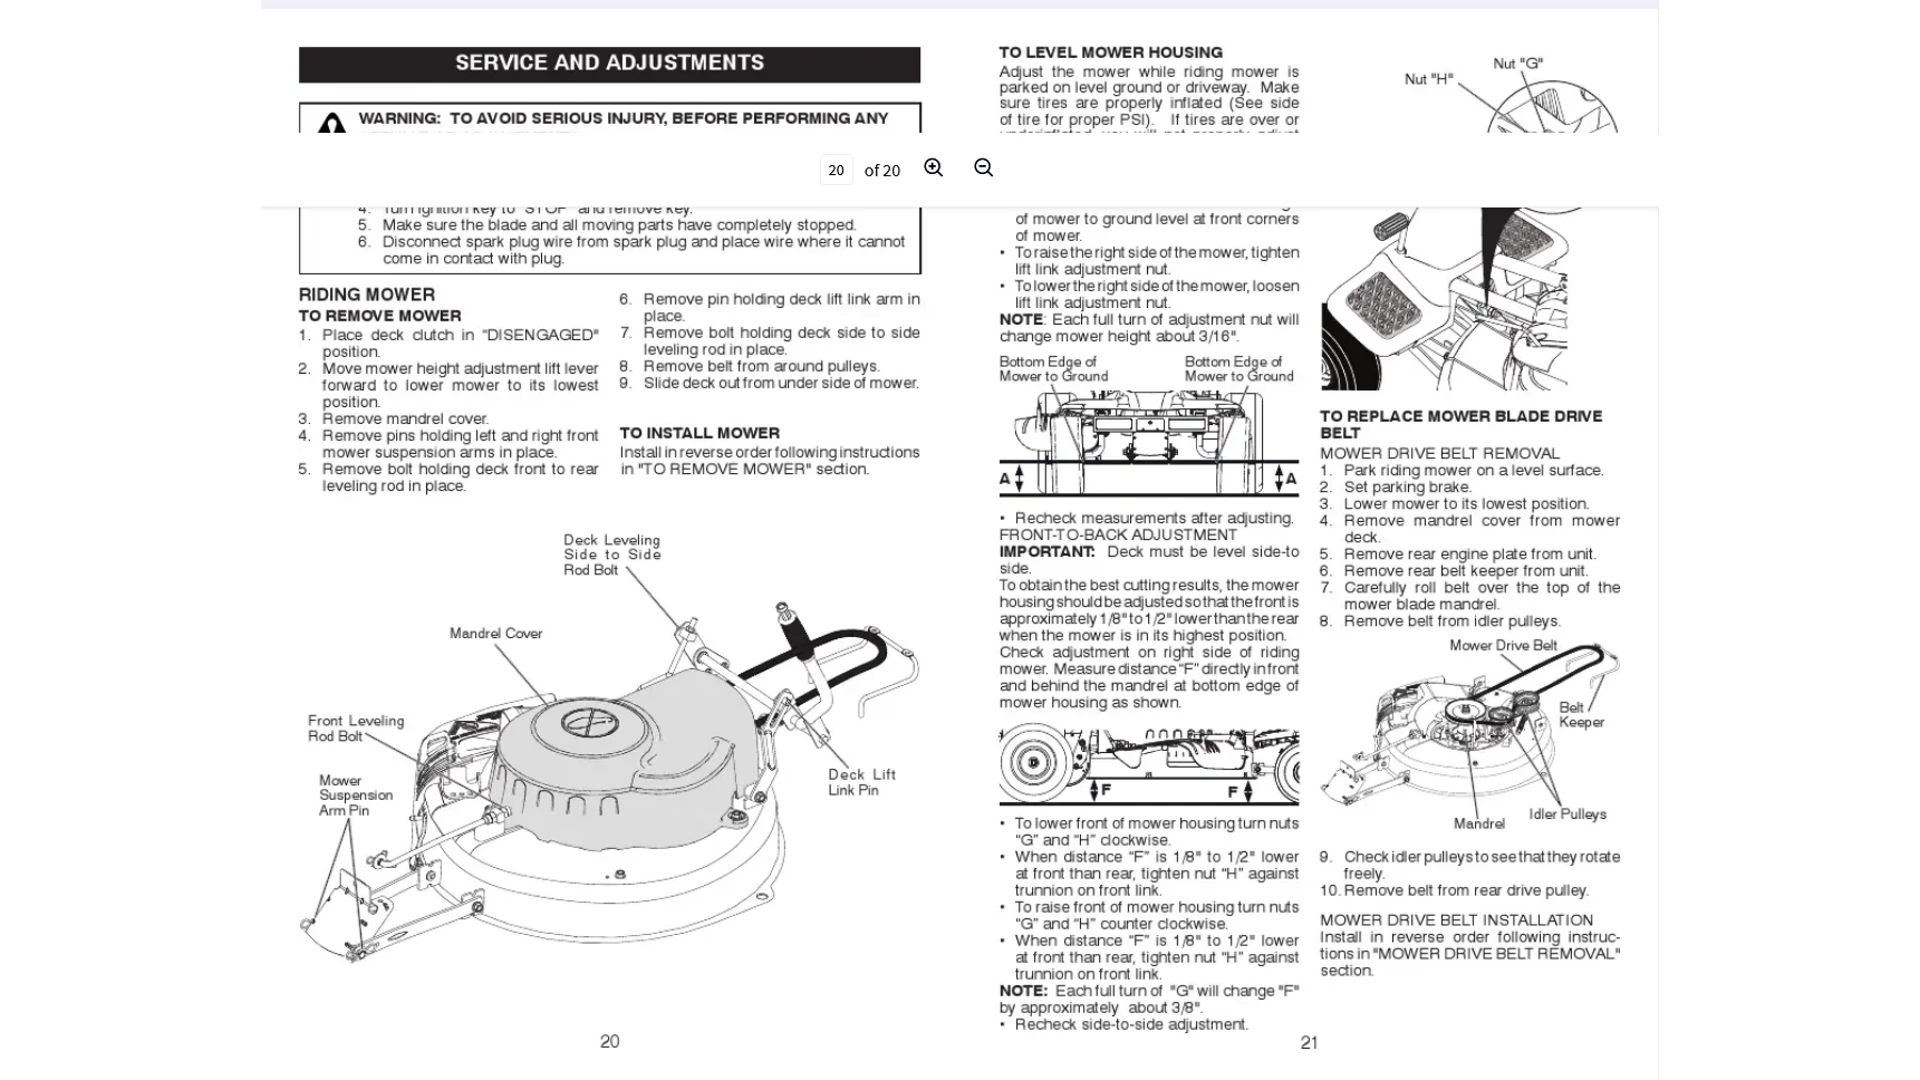 SERVICE AND ADJUSTMENTS
WARNING: TO AVOID SERIOUS INJURY, BEFORE PERFORMING ANY
20 of 20
4. Turn ignition key to "STOP" and remove key.
5. Make sure the blade and all moving parts have completely stopped.
6. Disconnect spark plug wire from spark plug and place wire where it cannot
come in contact with plug.
RIDING MOWER
TO REMOVE MOWER
1. Place deck clutch in "DISENGAGED"
position.
2. Move mower height adjustment lift lever
forward to lower mower to its lowest
position.
3. Remove mandrel cover.
4. Remove pins holding left and right front
mower suspension arms in place.
5. Remove bolt holding deck front to rear
leveling rod in place.
6. Remove pin holding deck lift link arm in
place.
7. Remove bolt holding deck side to side
leveling rod in place.
8. Remove belt from around pulleys.
9. Slide deck out from under side of mower.
TO INSTALL MOWER
Install in reverse order following instructions
in "TO REMOVE MOWER" section.
Deck Leveling
Side to Side
Rod Bolt
Mandrel Cover
Front Leveling
Rod Bolt
Mower
Suspension
Arm Pin
Deck Lift
Link Pin
20
TO LEVEL MOWER HOUSING
Adjust the mower while riding mower is
parked on level ground or driveway. Make
sure tires are properly inflated (See side
of tire for proper PSI). If tires are over or
underinflated, you will not properly adjust
of mower to ground level at front corners
of mower.
• To raise the right side of the mower, tighten
lift link adjustment nut.
• To lower the right side of the mower, loosen
lift link adjustment nut.
NOTE: Each full turn of adjustment nut will
change mower height about 3/16".
Bottom Edge of
Mower to Ground
Bottom Edge of
Mower to Ground
A
A
• Recheck measurements after adjusting.
FRONT-TO-BACK ADJUSTMENT
IMPORTANT: Deck must be level side-to
side.
To obtain the best cutting results, the mower
housing should be adjusted so that the front is
approximately 1/8" to 1/2" lower than the rear
when the mower is in its highest position.
Check adjustment on right side of riding
mower. Measure distance "F" directly in front
and behind the mandrel at bottom edge of
mower housing as shown.
F
F
• To lower front of mower housing turn nuts
"G" and "H" clockwise.
• When distance "F" is 1/8" to 1/2" lower
at front than rear, tighten nut "H" against
trunnion on front link.
• To raise front of mower housing turn nuts
"G" and "H" counter clockwise.
• When distance "F" is 1/8" to 1/2" lower
at front than rear, tighten nut "H" against
trunnion on front link.
NOTE: Each full turn of "G" will change "F"
by approximately about 3/8".
• Recheck side-to-side adjustment.
Nut "G"
Nut "H"
TO REPLACE MOWER BLADE DRIVE
BELT
MOWER DRIVE BELT REMOVAL
1. Park riding mower on a level surface.
2. Set parking brake.
3. Lower mower to its lowest position.
4. Remove mandrel cover from mower
deck.
5. Remove rear engine plate from unit.
6. Remove rear belt keeper from unit.
7. Carefully roll belt over the top of the
mower blade mandrel.
8. Remove belt from idler pulleys.
Mower Drive Belt
Belt
Keeper
Idler Pulleys
Mandrel
9. Check idler pulleys to see that they rotate
freely.
10. Remove belt from rear drive pulley.
MOWER DRIVE BELT INSTALLATION
Install in reverse order following instruc-
tions in "MOWER DRIVE BELT REMOVAL"
section.
21